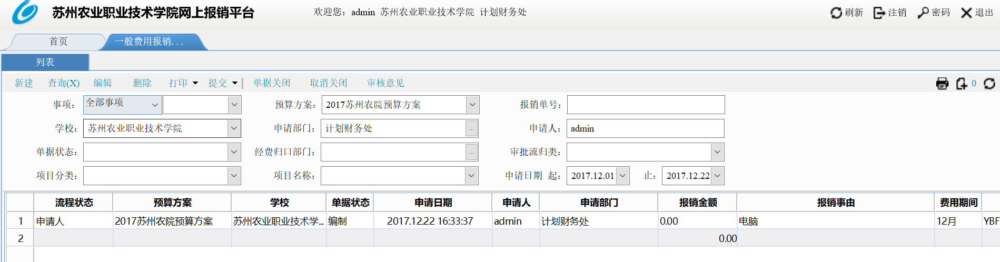 苏州农业职业技术学院网上报销平台 欢迎您：admin 苏州农业职业技术学院 计划财务处 刷新 注销 密码 退出
首页 一般费用报销...
列表
新建 查询(X) 编辑 删除 打印 提交 单据关闭 取消关闭 审核意见 0
事项： 全部事项 预算方案： 2017苏州农院预算方案 报销单号：
学校： 苏州农业职业技术学院 申请部门： 计划财务处 ... 申请人： admin
单据状态： 经费归口部门： ... 审批流归类：
项目分类： 项目名称： 申请日期 起： 2017.12.01 止： 2017.12.22
流程状态 预算方案 学校 单据状态 申请日期 申请人 申请部门 报销金额 报销事由 费用期间
1 申请人 2017苏州农院预算方案 苏州农业职业技术学... 编制 2017.12.22 16:33:37 admin 计划财务处 0.00 电脑 12月 YBF
2 0.00